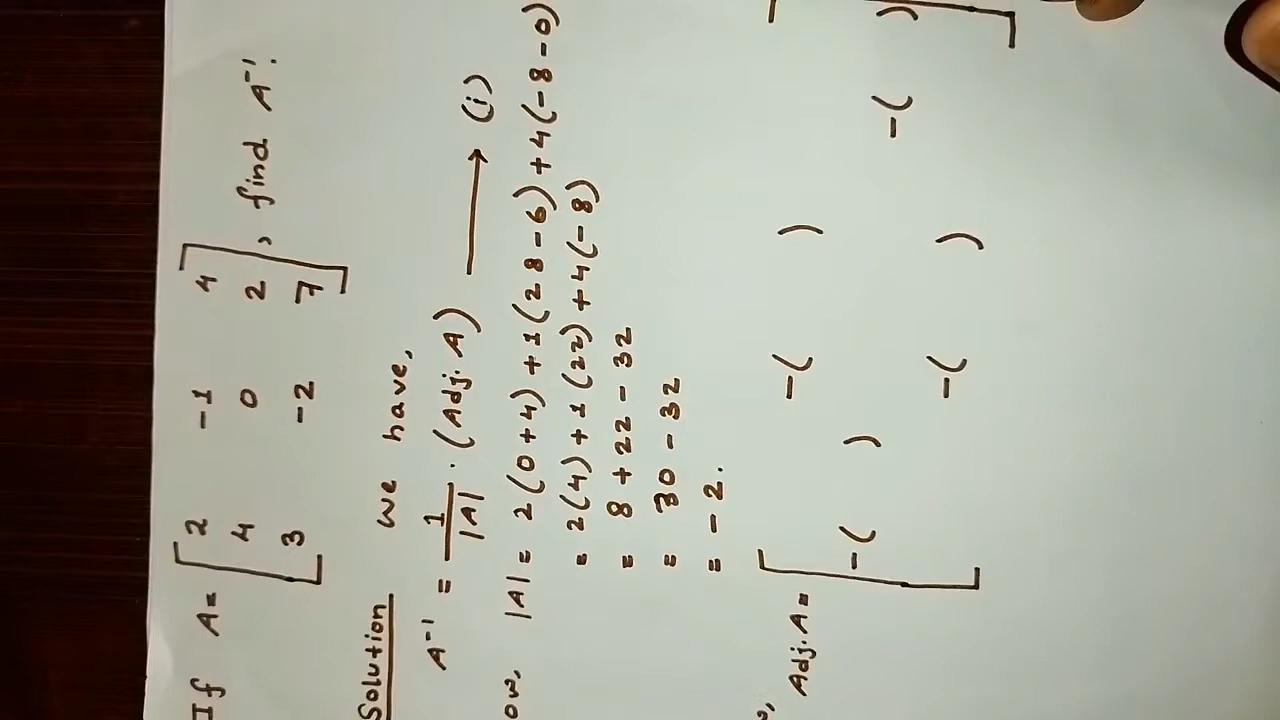 If A = [ 2 -1 4
4 0 2
3 -2 7 ], find A⁻¹.
Solution we have,
A⁻¹ = 1/|A| . (Adj. A) ⟶ (i)
ow, |A| = 2(0+4)+1(28-6)+4(-8-0)
= 2(4)+1(22)+4(-8)
= 8+22-32
= 30-32
= -2.
, Adj. A = [ -( ) -
-( ) -( )
-( ) ]